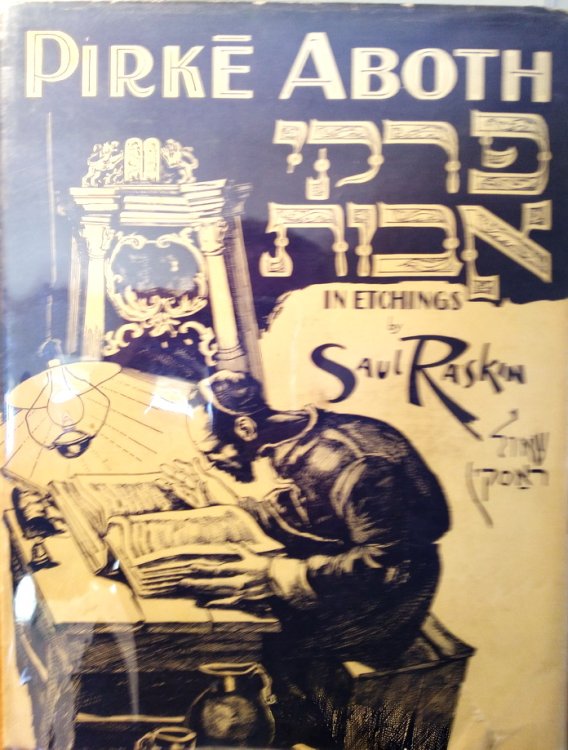 PIRKĒ ABOTH
פרקי
אבות
IN ETCHINGS
by
SAUL RASKIN
שאול
ראסקין